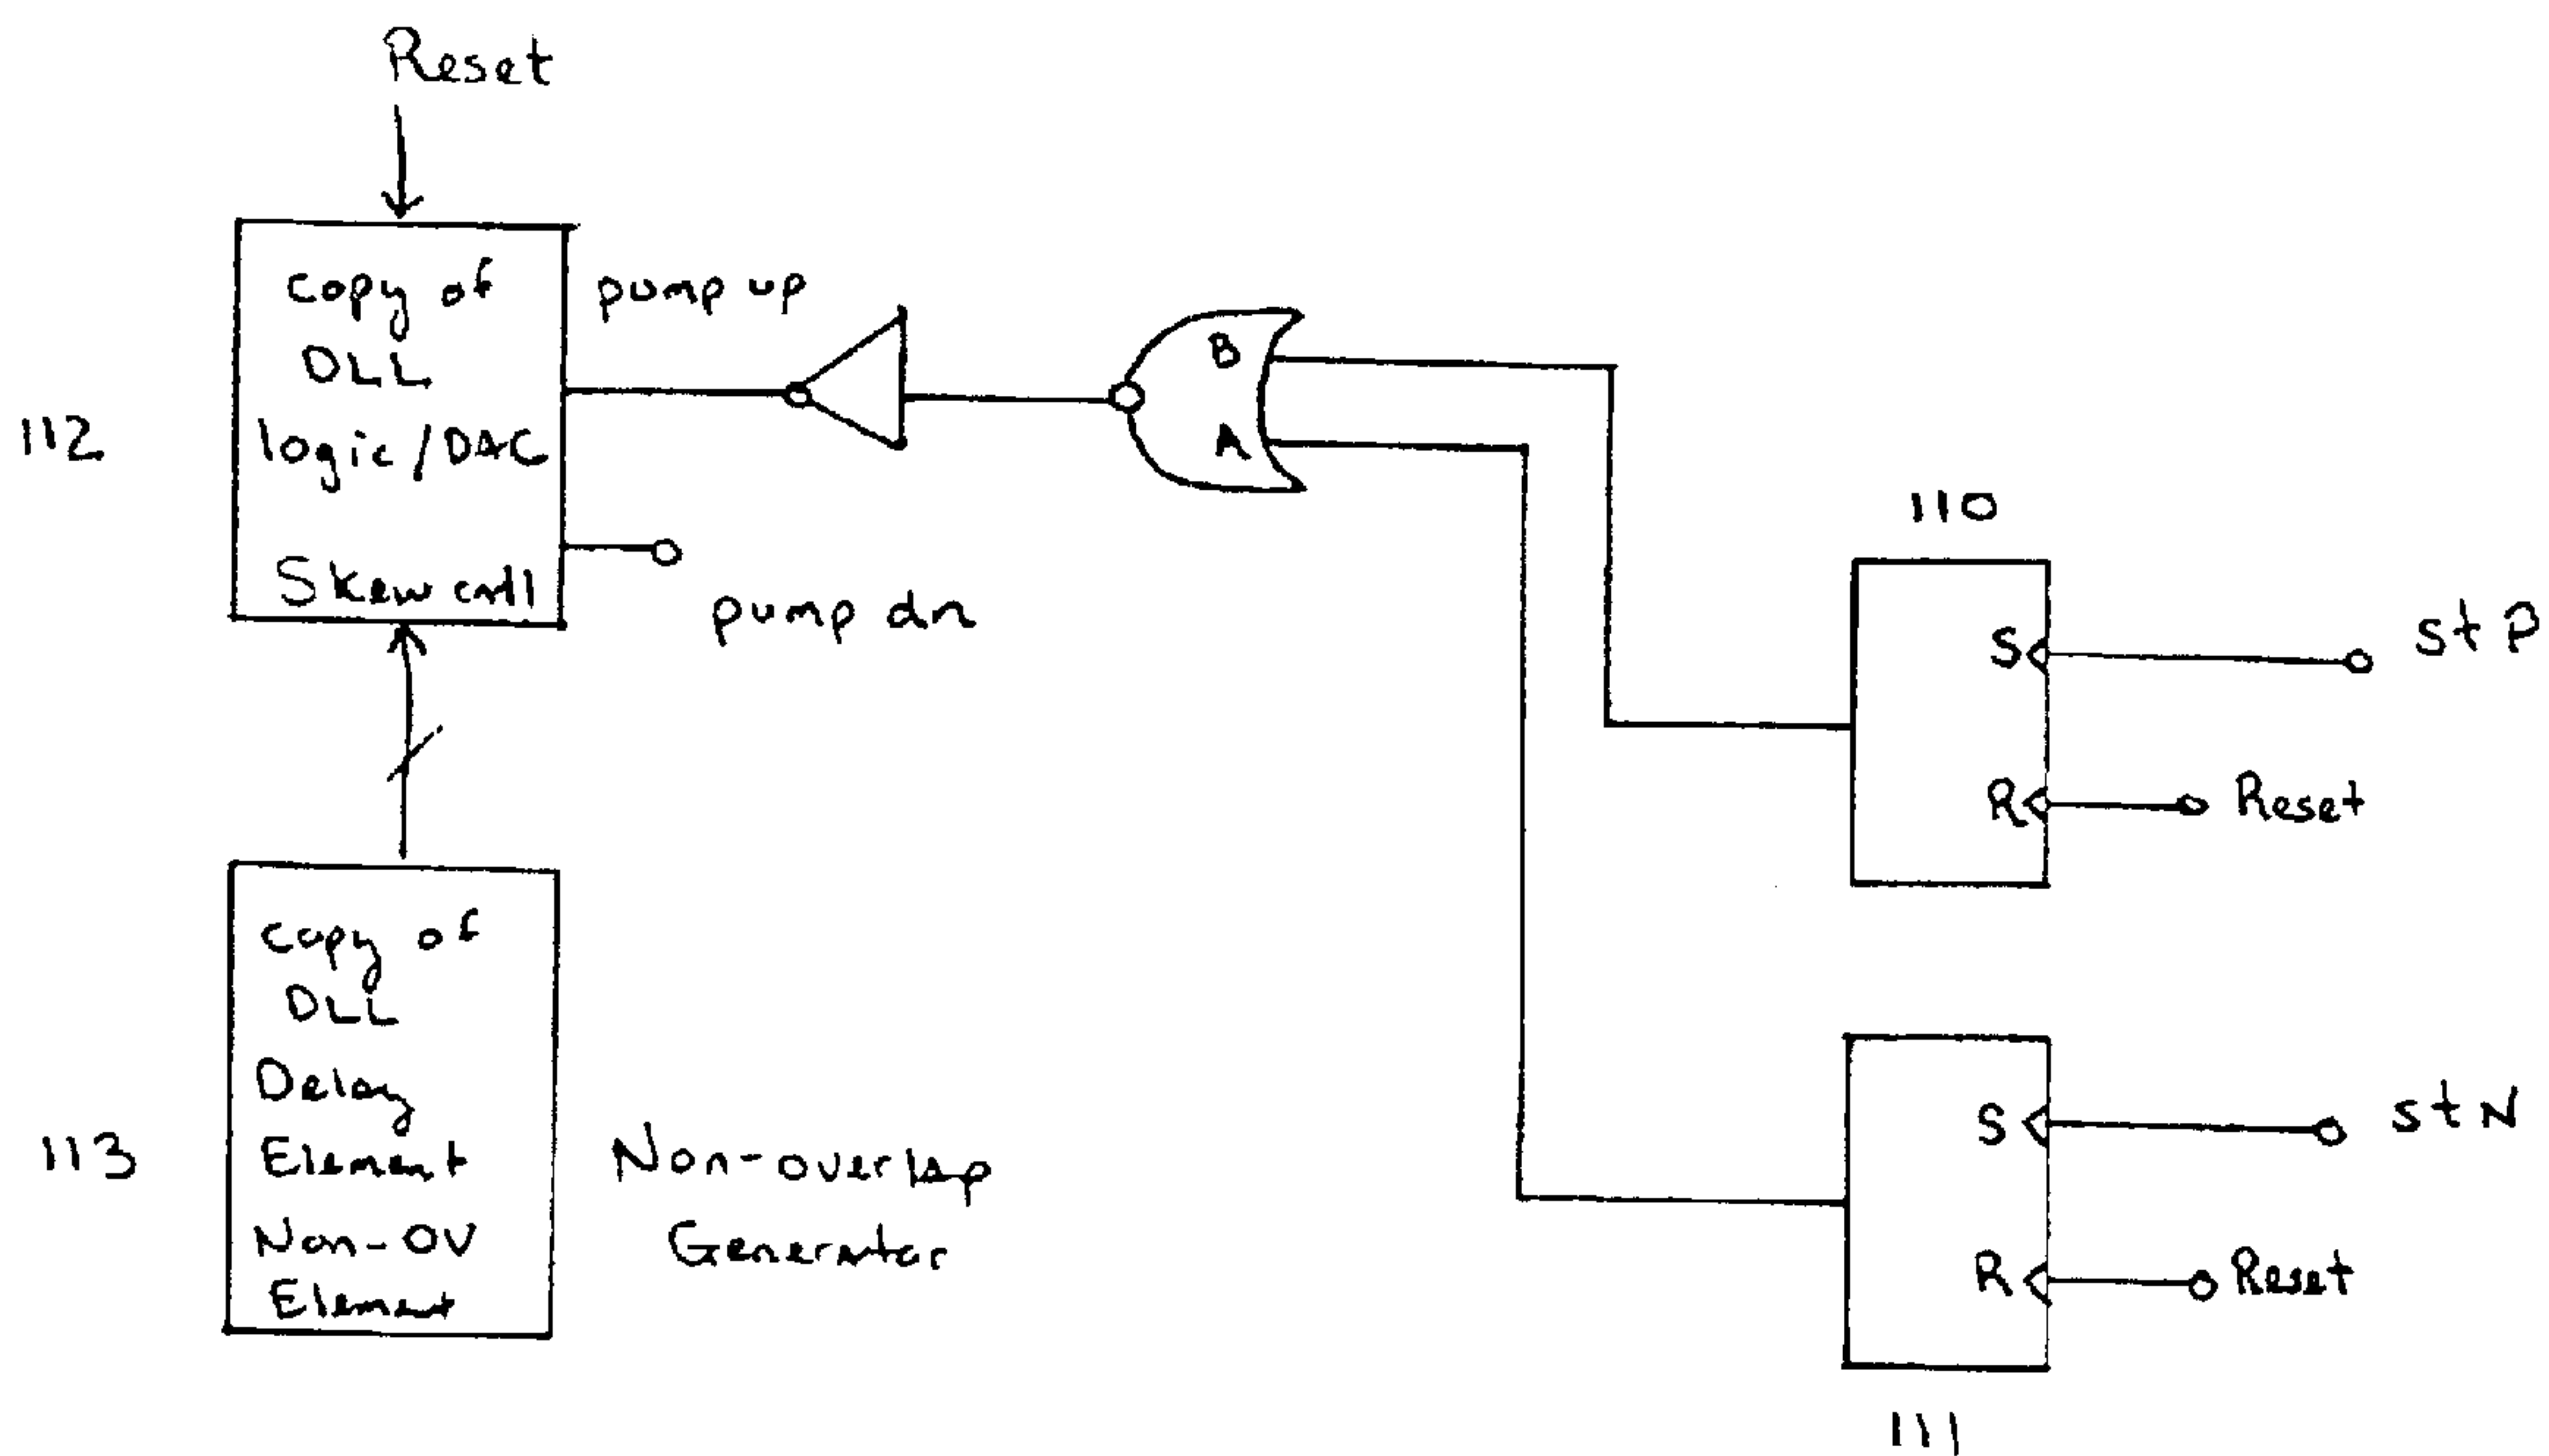 Reset
copy of
DLL
logic/DAC
Skew cntl
112
pump up
pump dn
B
A
110
S
R
st P
Reset
copy of
DLL
Delay
Element
Non-OV
Element
113
Non-overlap
Generator
S
R
st N
Reset
111